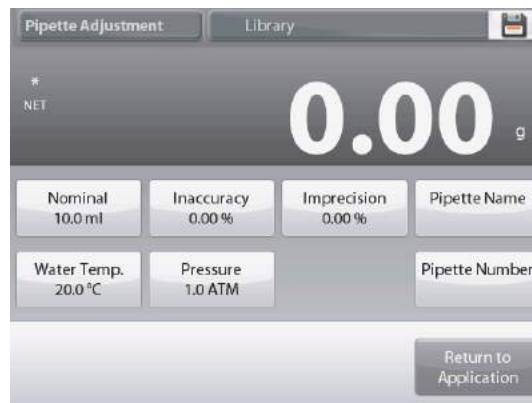 Pipette Adjustment
Library
*
NET
0.00 g
Nominal
10.0 ml
Inaccuracy
0.00 %
Imprecision
0.00 %
Pipette Name
Water Temp.
20.0 °C
Pressure
1.0 ATM
Pipette Number
Return to
Application